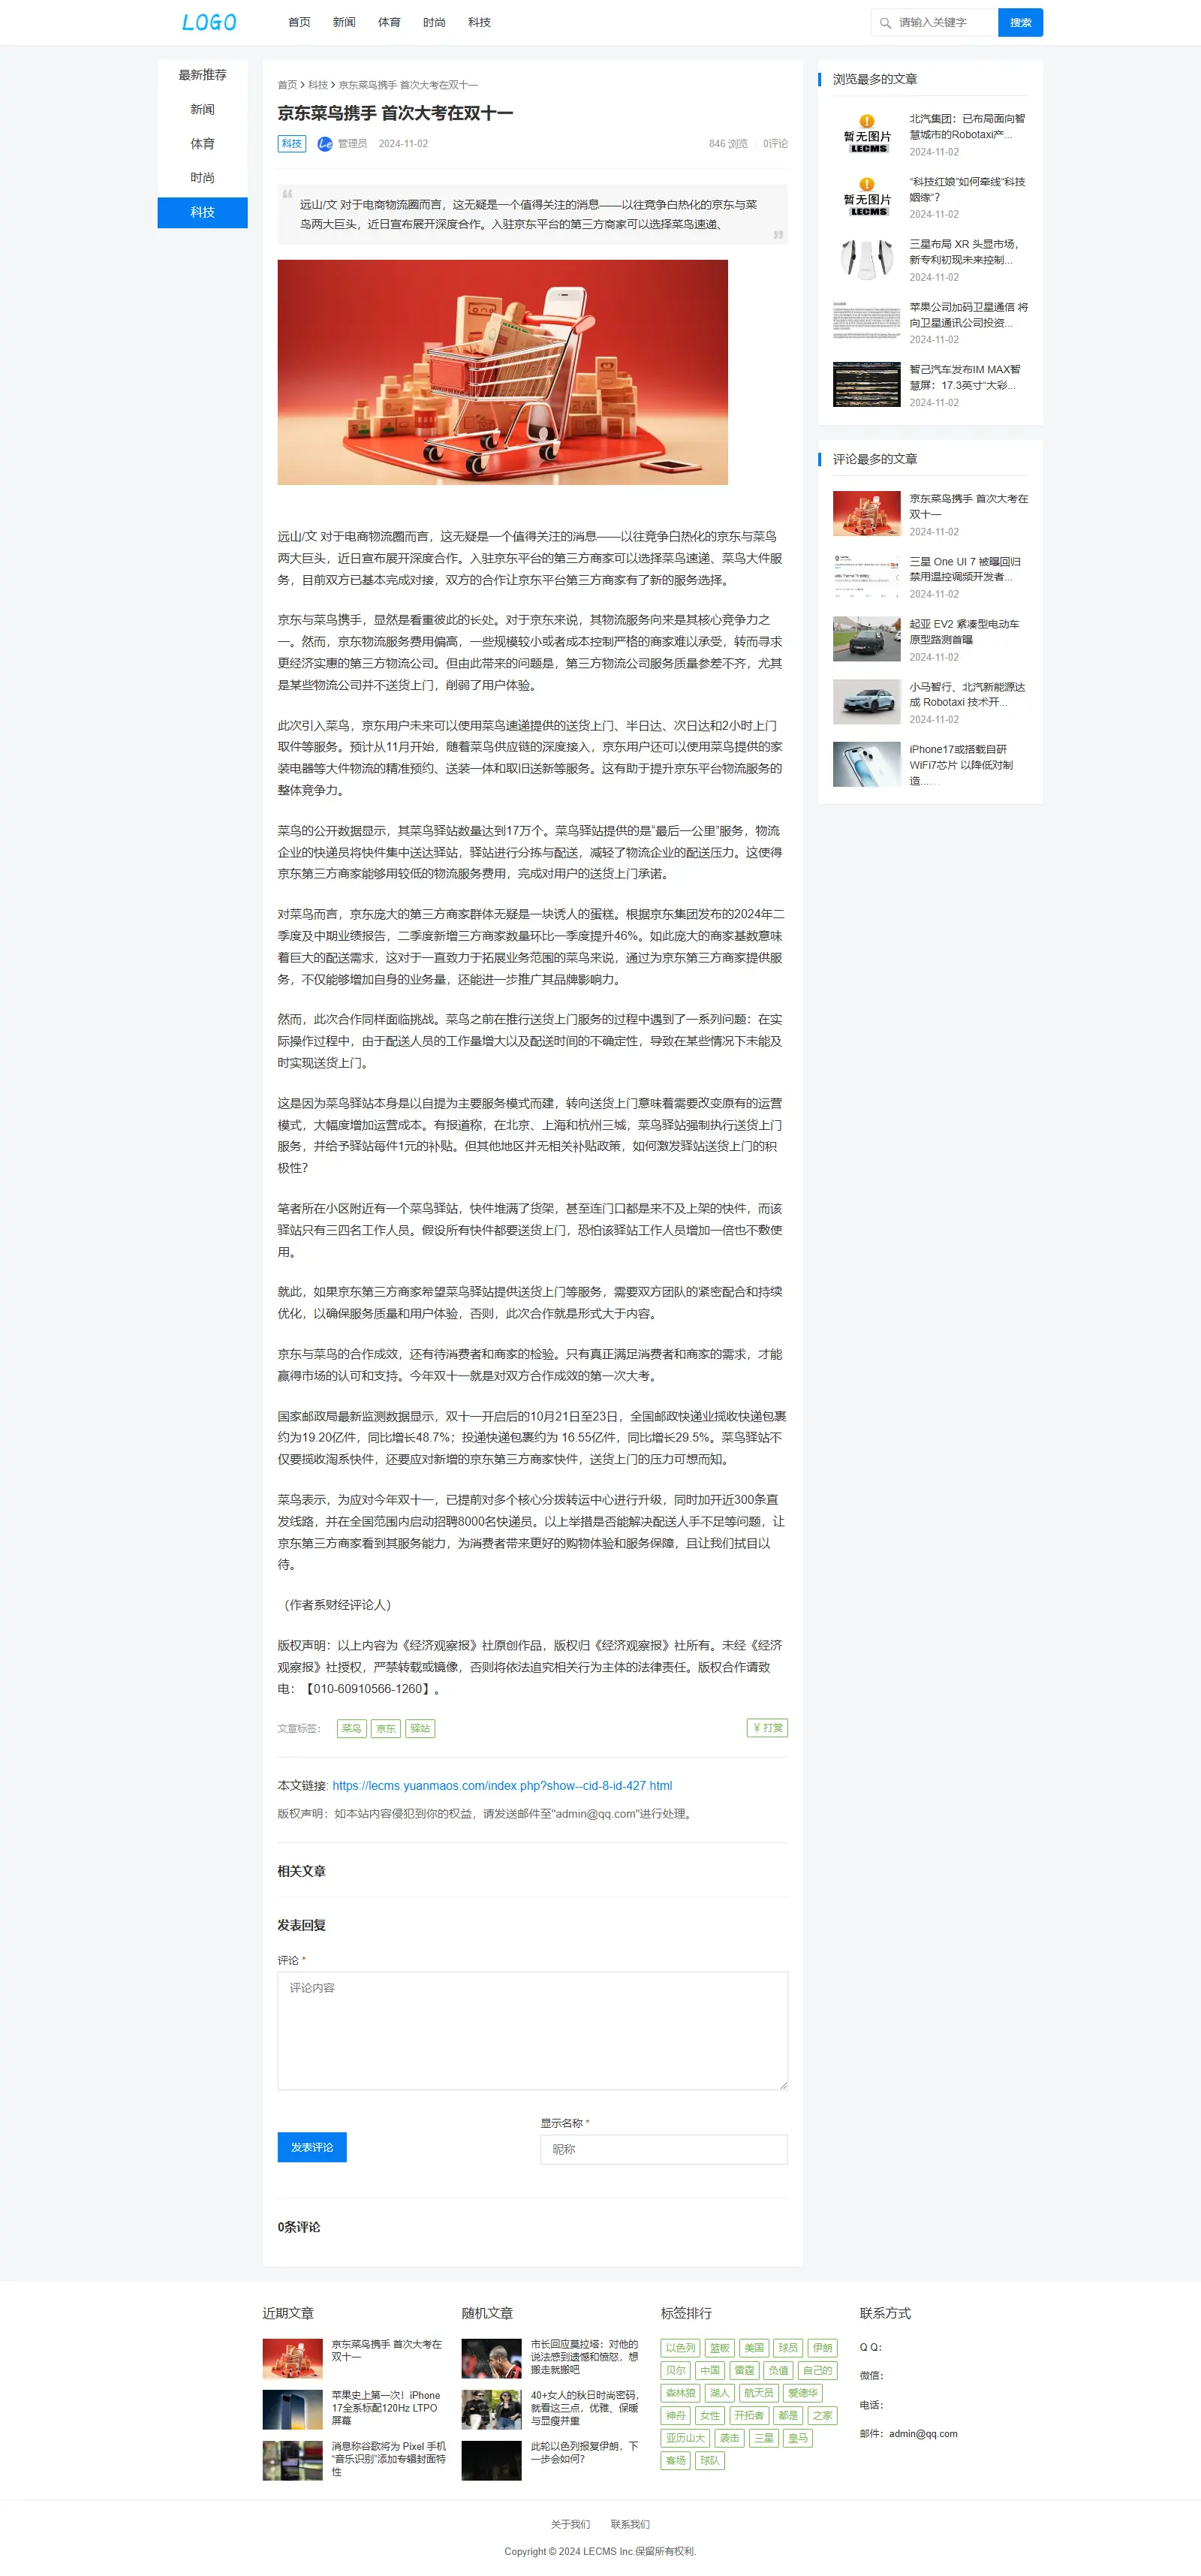 LOGO
首页 新闻 体育 时尚 科技
请输入关键字 搜索
最新推荐
新闻
体育
时尚
科技
首页 > 科技 > 京东菜鸟携手 首次大考在双十一
京东菜鸟携手 首次大考在双十一
科技 管理员 2024-11-02 846 浏览 0评论
远山/文 对于电商物流圈而言，这无疑是一个值得关注的消息——以往竞争白热化的京东与菜
鸟两大巨头，近日宣布展开深度合作。入驻京东平台的第三方商家可以选择菜鸟速递、
远山/文 对于电商物流圈而言，这无疑是一个值得关注的消息——以往竞争白热化的京东与菜鸟
两大巨头，近日宣布展开深度合作。入驻京东平台的第三方商家可以选择菜鸟速递、菜鸟大件服
务，目前双方已基本完成对接，双方的合作让京东平台第三方商家有了新的服务选择。
京东与菜鸟携手，显然是看重彼此的长处。对于京东来说，其物流服务向来是其核心竞争力之
一。然而，京东物流服务费用偏高，一些规模较小或者成本控制严格的商家难以承受，转而寻求
更经济实惠的第三方物流公司。但由此带来的问题是，第三方物流公司服务质量参差不齐，尤其
是某些物流公司并不送货上门，削弱了用户体验。
此次引入菜鸟，京东用户未来可以使用菜鸟速递提供的送货上门、半日达、次日达和2小时上门
取件等服务。预计从11月开始，随着菜鸟供应链的深度接入，京东用户还可以使用菜鸟提供的家
装电器等大件物流的精准预约、送装一体和取旧送新等服务。这有助于提升京东平台物流服务的
整体竞争力。
菜鸟的公开数据显示，其菜鸟驿站数量达到17万个。菜鸟驿站提供的是“最后一公里”服务，物流
企业的快递员将快件集中送达驿站，驿站进行分拣与配送，减轻了物流企业的配送压力。这使得
京东第三方商家能够用较低的物流服务费用，完成对用户的送货上门承诺。
对菜鸟而言，京东庞大的第三方商家群体无疑是一块诱人的蛋糕。根据京东集团发布的2024年二
季度及中期业绩报告，二季度新增三方商家数量环比一季度提升46%。如此庞大的商家基数意味
着巨大的配送需求，这对于一直致力于拓展业务范围的菜鸟来说，通过为京东第三方商家提供服
务，不仅能够增加自身的业务量，还能进一步推广其品牌影响力。
然而，此次合作同样面临挑战。菜鸟之前在推行送货上门服务的过程中遇到了一系列问题：在实
际操作过程中，由于配送人员的工作量增大以及配送时间的不确定性，导致在某些情况下未能及
时实现送货上门。
这是因为菜鸟驿站本身是以自提为主要服务模式而建，转向送货上门意味着需要改变原有的运营
模式，大幅度增加运营成本。有报道称，在北京、上海和杭州三城，菜鸟驿站强制执行送货上门
服务，并给予驿站每件1元的补贴。但其他地区并无相关补贴政策，如何激发驿站送货上门的积
极性?
笔者所在小区附近有一个菜鸟驿站，快件堆满了货架，甚至连门口都是来不及上架的快件，而该
驿站只有三四名工作人员。假设所有快件都要送货上门，恐怕该驿站工作人员增加一倍也不敷使
用。
就此，如果京东第三方商家希望菜鸟驿站提供送货上门等服务，需要双方团队的紧密配合和持续
优化，以确保服务质量和用户体验，否则，此次合作就是形式大于内容。
京东与菜鸟的合作成效，还有待消费者和商家的检验。只有真正满足消费者和商家的需求，才能
赢得市场的认可和支持。今年双十一就是对双方合作成效的第一次大考。
国家邮政局最新监测数据显示，双十一开启后的10月21日至23日，全国邮政快递业揽收快递包裹
约为19.20亿件，同比增长48.7%；投递快递包裹约为 16.55亿件，同比增长29.5%。菜鸟驿站不
仅要揽收淘系快件，还要应对新增的京东第三方商家快件，送货上门的压力可想而知。
菜鸟表示，为应对今年双十一，已提前对多个核心分拨转运中心进行升级，同时加开近300条直
发线路，并在全国范围内启动招聘8000名快递员。以上举措是否能解决配送人手不足等问题，让
京东第三方商家看到其服务能力，为消费者带来更好的购物体验和服务保障，且让我们拭目以
待。
（作者系财经评论人）
版权声明：以上内容为《经济观察报》社原创作品，版权归《经济观察报》社所有。未经《经济
观察报》社授权，严禁转载或镜像，否则将依法追究相关行为主体的法律责任。版权合作请致
电：【010-60910566-1260】。
文章标签： 菜鸟 京东 驿站 ￥打赏
本文链接: https://lecms.yuanmaos.com/index.php?show--cid-8-id-427.html
版权声明：如本站内容侵犯到你的权益，请发送邮件至"admin@qq.com"进行处理。
相关文章
发表回复
评论 *
评论内容
显示名称 *
昵称
发表评论
0条评论
浏览最多的文章
暂无图片
LECMS
北汽集团：已布局面向智
慧城市的Robotaxi产...
2024-11-02
暂无图片
LECMS
“科技红娘”如何牵线“科技
姻缘”？
2024-11-02
三星布局 XR 头显市场，
新专利初现未来控制...
2024-11-02
苹果公司加码卫星通信 将
向卫星通讯公司投资...
2024-11-02
智己汽车发布IM MAX智
慧屏：17.3英寸“大彩...
2024-11-02
评论最多的文章
京东菜鸟携手 首次大考在
双十一
2024-11-02
三星 One UI 7 被曝回归
禁用温控调频开发者...
2024-11-02
起亚 EV2 紧凑型电动车
原型路测首曝
2024-11-02
小马智行、北汽新能源达
成 Robotaxi 技术开...
2024-11-02
iPhone17或搭载自研
WiFi7芯片 以降低对制
造...
近期文章
京东菜鸟携手 首次大考在
双十一
苹果史上第一次！iPhone
17全系标配120Hz LTPO
屏幕
消息称谷歌将为 Pixel 手机
“音乐识别”添加专辑封面特
性
随机文章
市长回应莫拉塔：对他的
说法感到遗憾和愤怒，想
搬走就搬吧
40+女人的秋日时尚密码，
就看这三点，优雅、保暖
与显瘦并重
此轮以色列报复伊朗，下
一步会如何？
标签排行
以色列 篮板 美国 球员 伊朗
贝尔 中国 雷霆 负值 自己的
森林狼 湖人 航天员 爱德华
神舟 女性 开拓者 都是 之家
亚历山大 袭击 三星 皇马
客场 球队
联系方式
Q Q：
微信：
电话：
邮件：admin@qq.com
关于我们 联系我们
Copyright © 2024 LECMS Inc.保留所有权利.